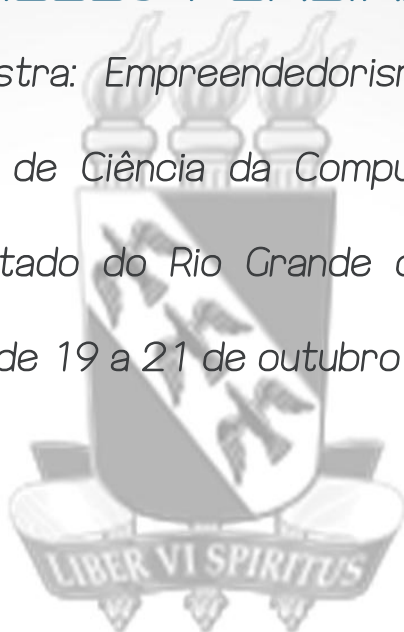 stra: Empreendedorism
de Ciência da Compu
tado do Rio Grande d
de 19 a 21 de outubro
LIBER VI SPIRITUS